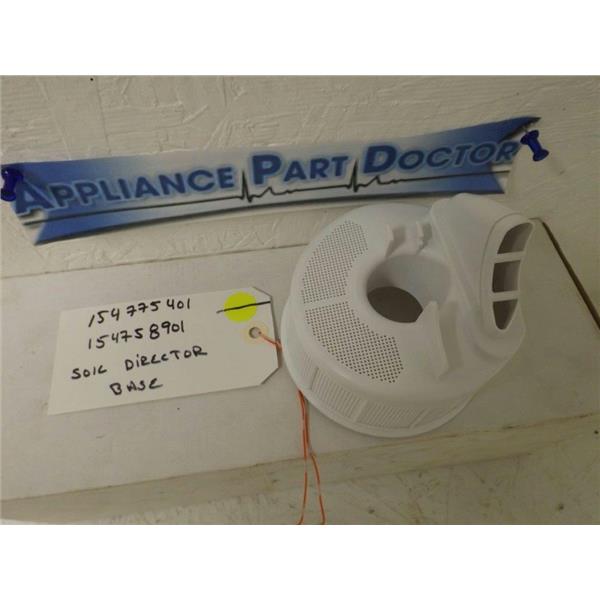 APPLIANCE PART DOCTOR
154775401
154758901
SOIL DIRECTOR
BASE